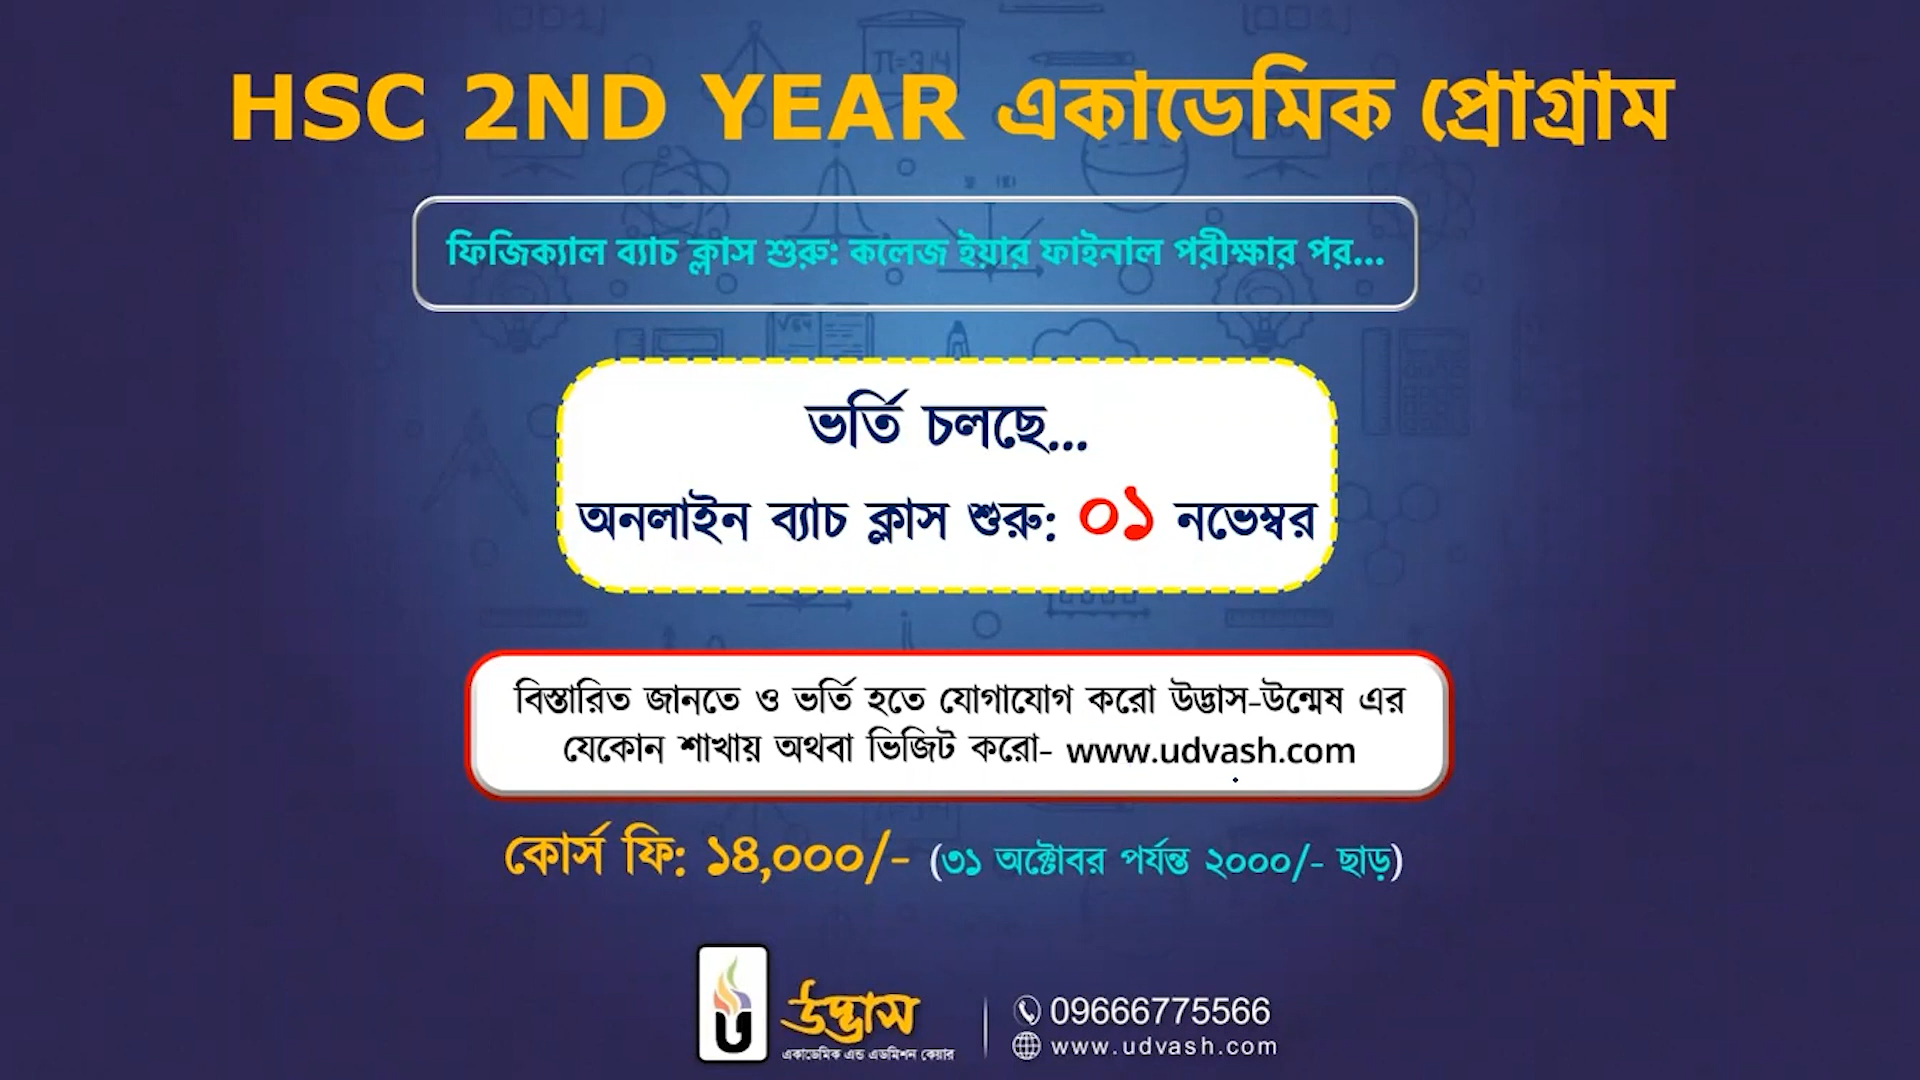 HSC 2ND YEAR একাডেমিক প্রোগ্রাম
ফিজিক্যাল ব্যাচ ক্লাস শুরু: কলেজ ইয়ার ফাইনাল পরীক্ষার পর...
ভর্তি চলছে...
অনলাইন ব্যাচ ক্লাস শুরু: ০১ নভেম্বর
বিস্তারিত জানতে ও ভর্তি হতে যোগাযোগ করো উদ্ভাস-উন্মেষ এর
যেকোন শাখায় অথবা ভিজিট করো- www.udvash.com
কোর্স ফি: ১৪,০০০/- (৩১ অক্টোবর পর্যন্ত ২০০০/- ছাড়)
উদ্ভাস
একাডেমিক এন্ড এডমিশন কেয়ার
09666775566
www.udvash.com